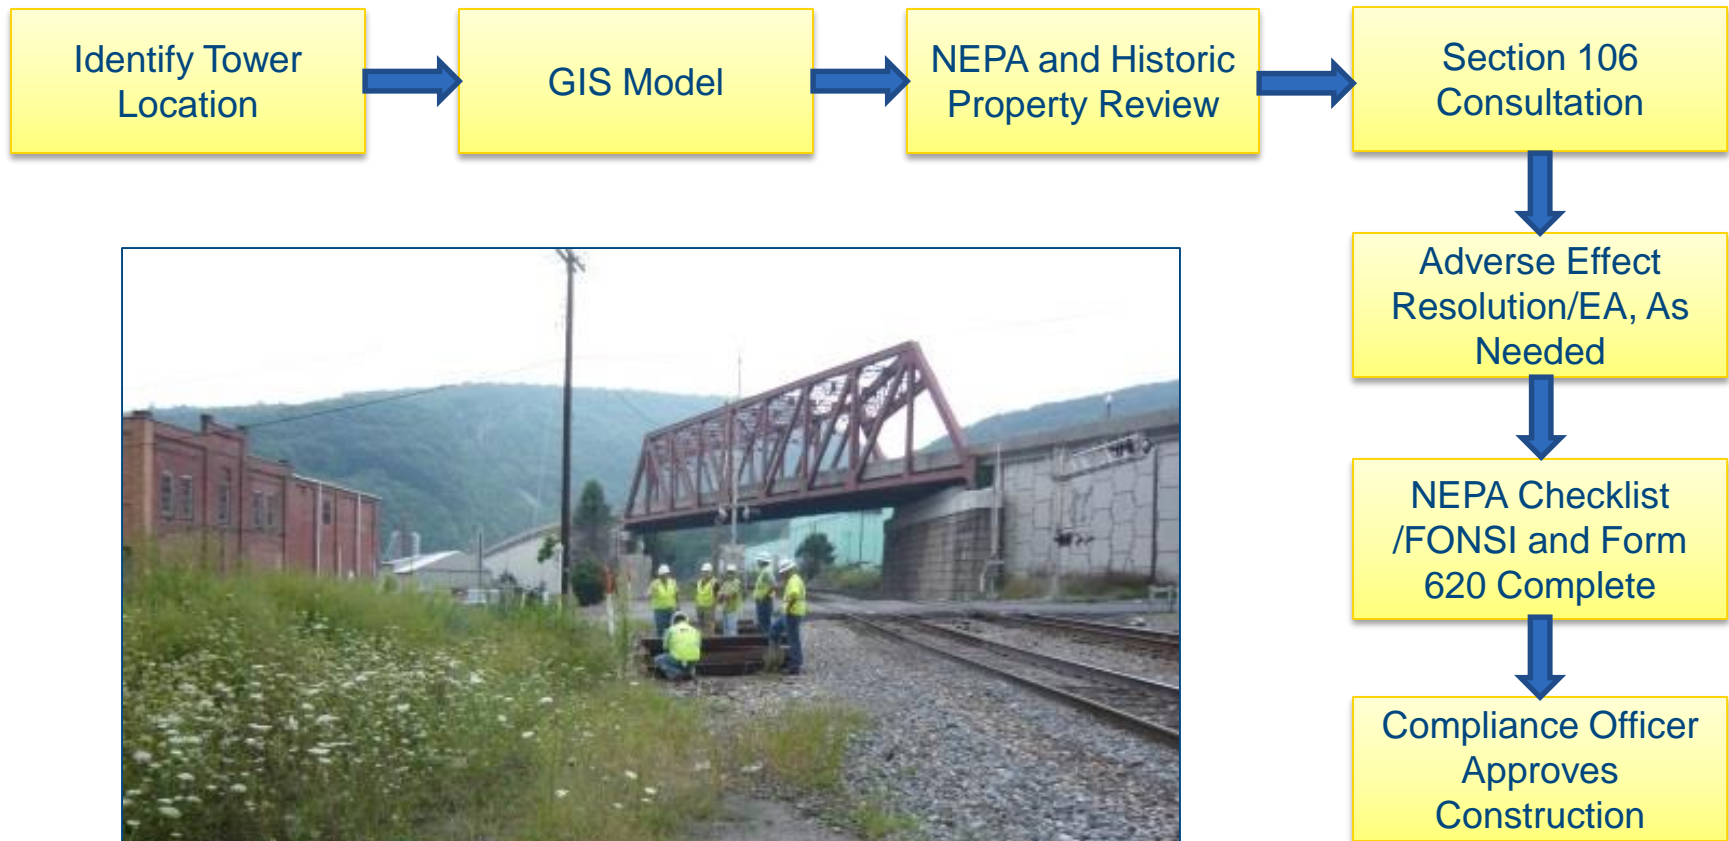 Identify Tower
Location
GIS Model
NEPA and Historic
Property Review
Section 106
Consultation
Adverse Effect
Resolution/EA, As
Needed
NEPA Checklist
/FONSI and Form
620 Complete
Compliance Officer
Approves
Construction